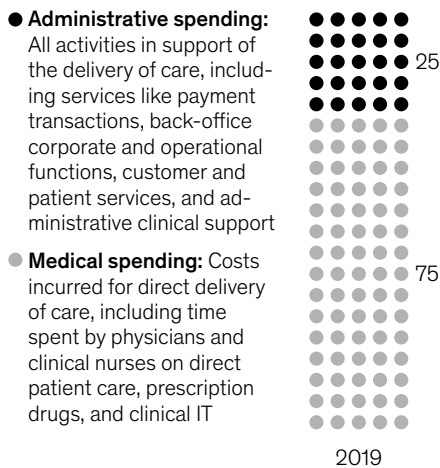 Administrative spending:
All activities in support of
the delivery of care, includ-
ing services like payment
transactions, back-office
corporate and operational
functions, customer and
patient services, and ad-
ministrative clinical support
Medical spending: Costs
incurred for direct delivery
of care, including time
spent by physicians and
clinical nurses on direct
patient care, prescription
drugs, and clinical IT
25
75
2019